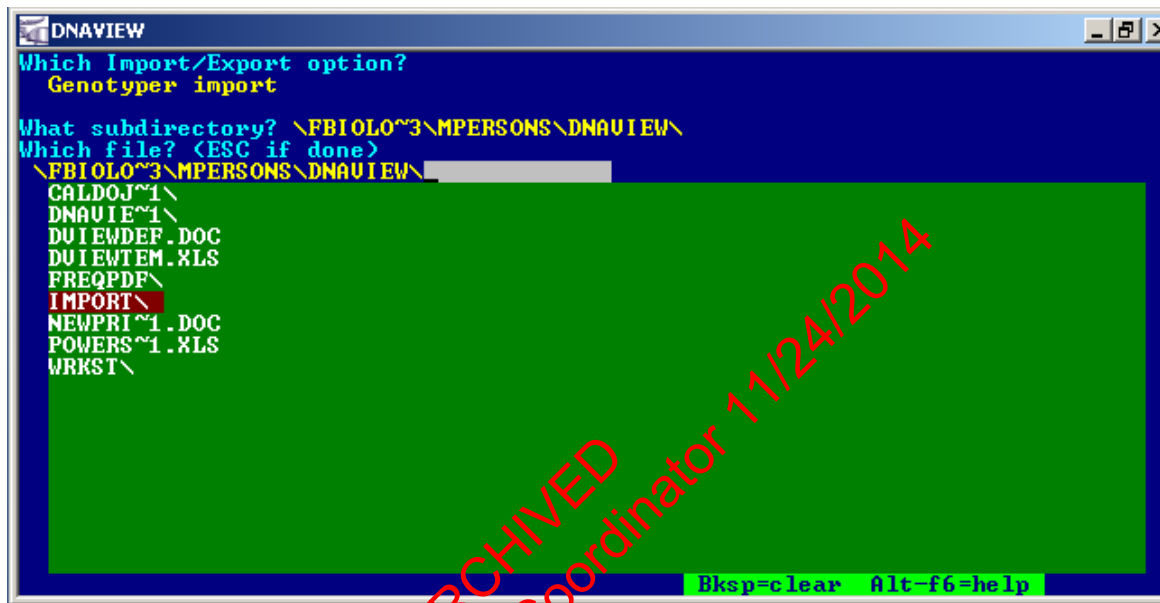 DNAVIEW
Which Import/Export option?
Genotyper import
What subdirectory? \FBIOLO~3\MPERSONS\DNAVIEW\
Which file? (ESC if done)
\FBIOLO~3\MPERSONS\DNAVIEW\_
CALDOJ~1\
DNAVIE~1\
DVIEWDEF.DOC
DVIEWTEM.XLS
FREQPDF\
IMPORT\
NEWPRI~1.DOC
POWERS~1.XLS
WRKST\
Bksp=clear Alt-f6=help
RCHIVED
oordinator 11/24/2014